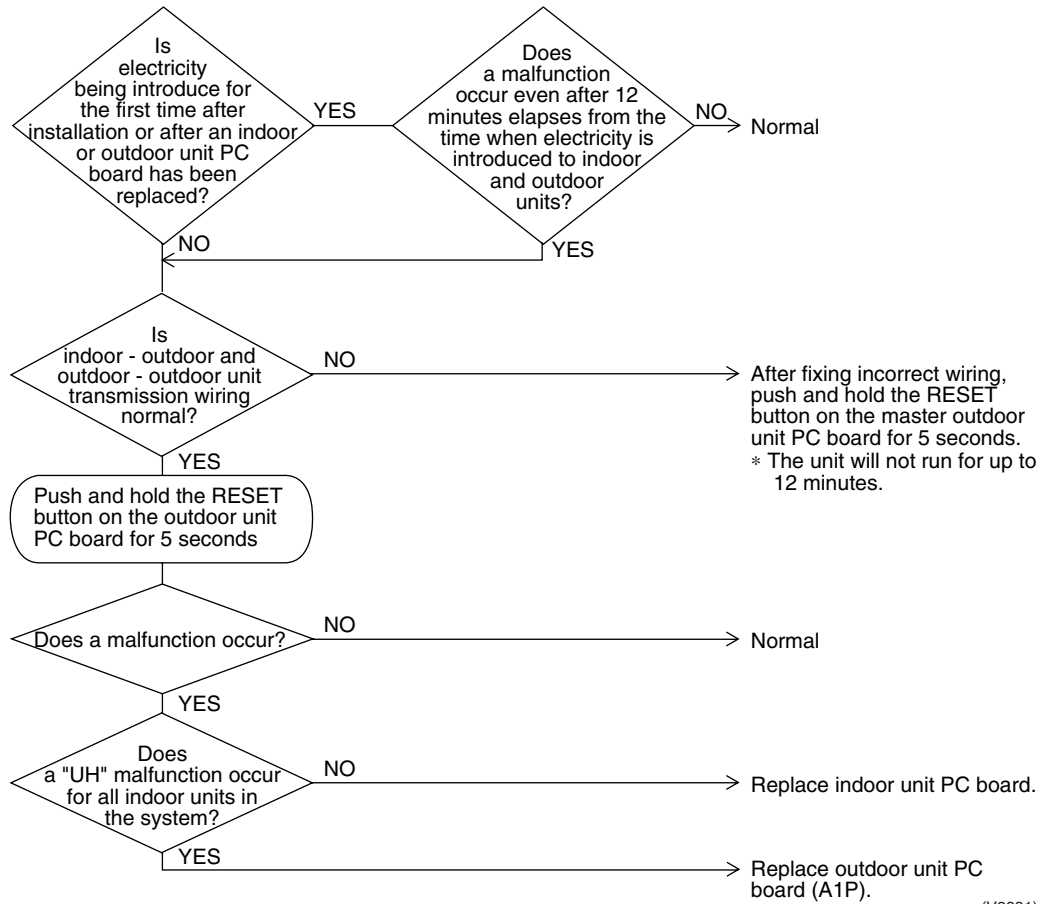 Is
electricity
being introduce for
the first time after
installation or after an indoor
or outdoor unit PC
board has been
replaced?
YES
Does
a malfunction
occur even after 12
minutes elapses from the
time when electricity is
introduced to indoor
and outdoor
units?
NO
Normal
NO
YES
Is
indoor - outdoor and
outdoor - outdoor unit
transmission wiring
normal?
NO
After fixing incorrect wiring,
push and hold the RESET
button on the master outdoor
unit PC board for 5 seconds.
* The unit will not run for up to
12 minutes.
YES
Push and hold the RESET
button on the outdoor unit
PC board for 5 seconds
Does a malfunction occur?
NO
Normal
YES
Does
a "UH" malfunction occur
for all indoor units in
the system?
NO
Replace indoor unit PC board.
YES
Replace outdoor unit PC
board (A1P).